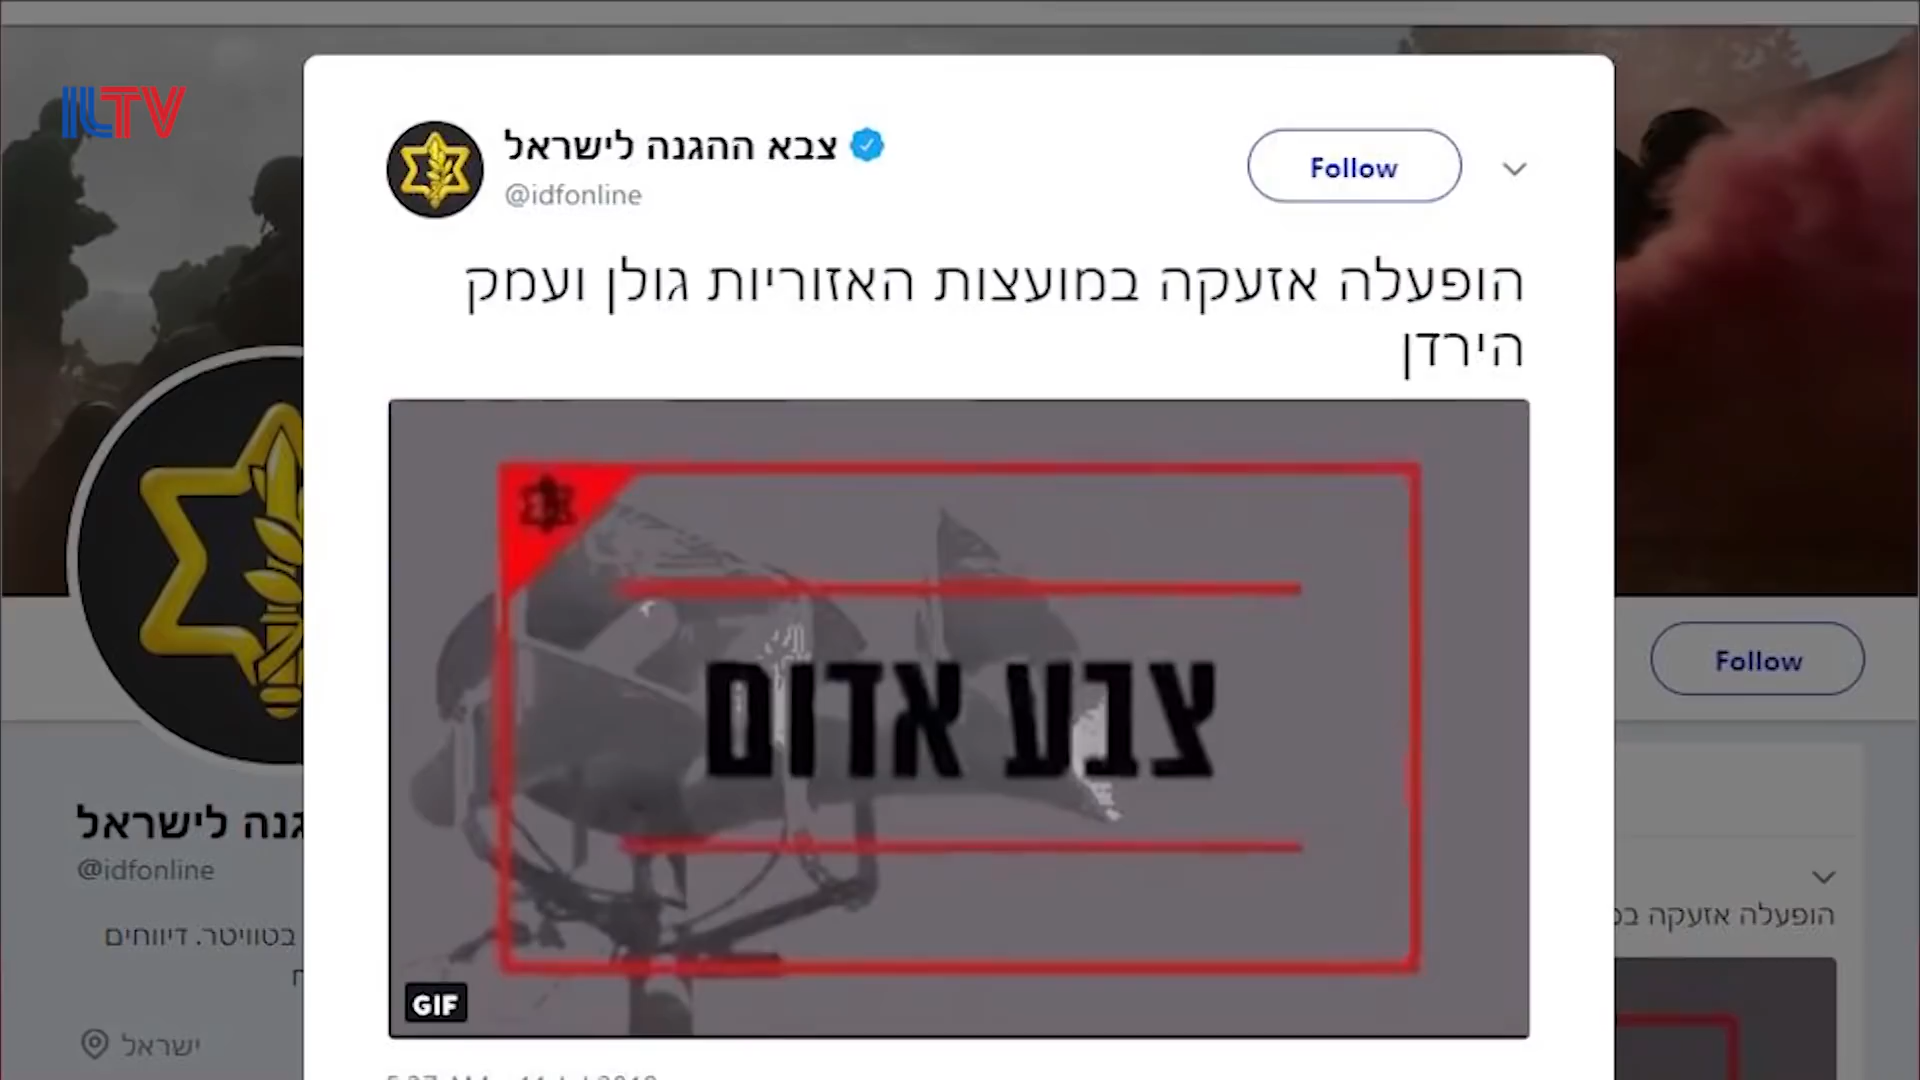 ILTV
צבא ההגנה לישראל
@idfonline
Follow
הופעלה אזעקה במועצות האזוריות גולן ועמק
הירדן
צבע אדום
GIF
Follow
לישראל
@idfonline
בטוויטר. דיווחים
ישראל
הופעלה אזעקה